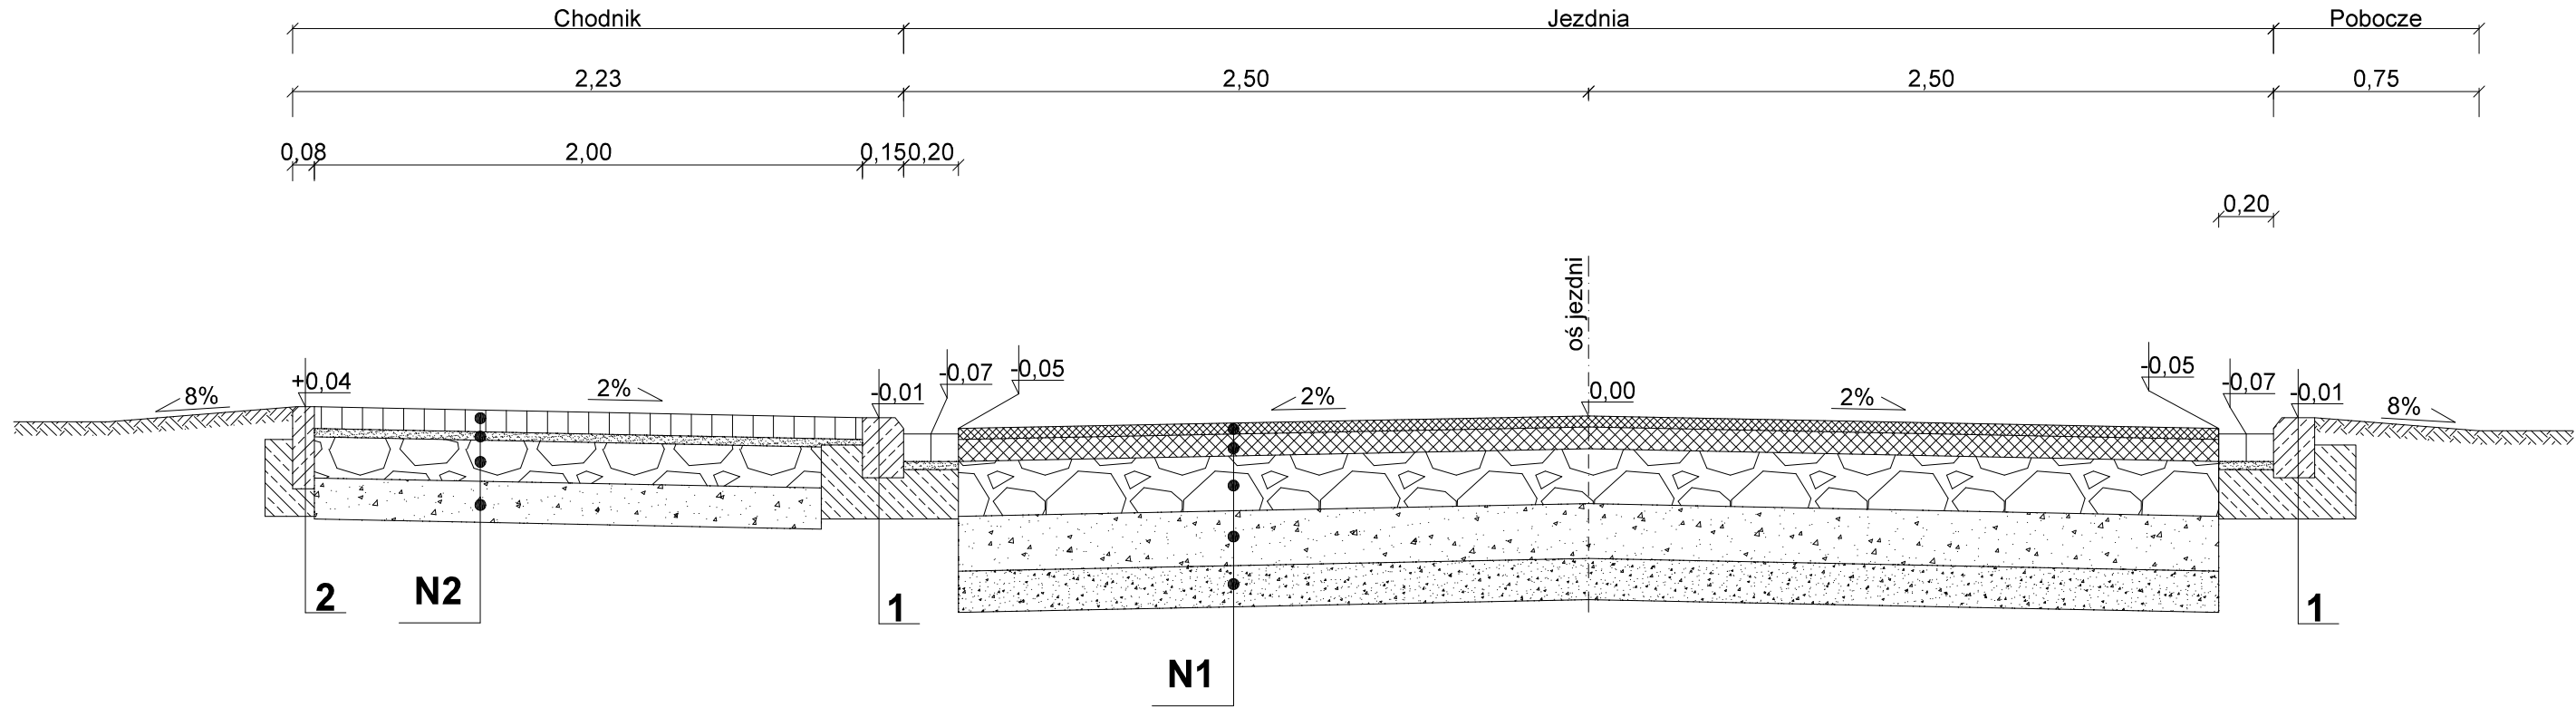 Chodnik Jezdnia Pobocze
2,23 2,50 2,50 0,75
0,08 2,00 0,15 0,20
0,20
oś jezdni
8% +0,04 2% -0,01 -0,07 -0,05 2% 0,00 2% -0,05 -0,07 -0,01 8%
2 N2 1 1
N1